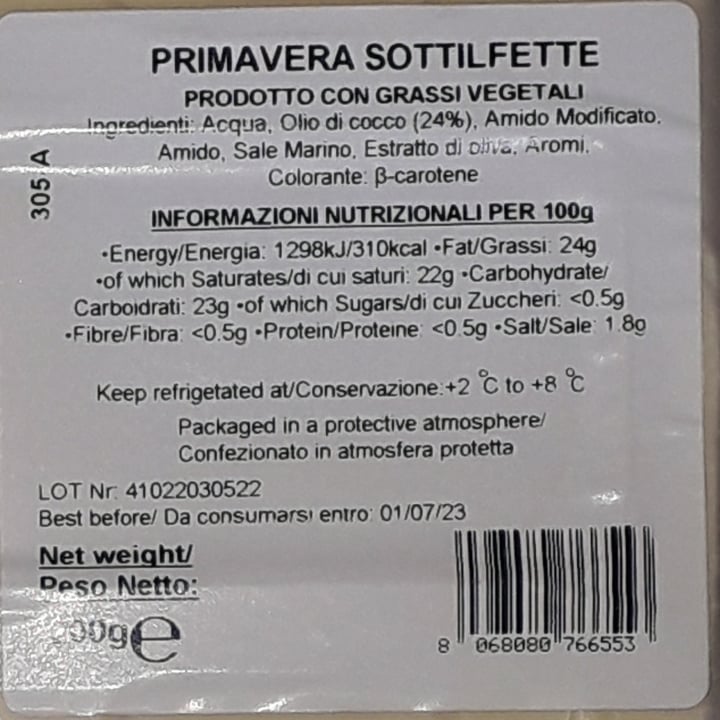 PRIMAVERA SOTTILFETTE
PRODOTTO CON GRASSI VEGETALI
Ingredienti: Acqua, Olio di cocco (24%), Amido Modificato,
Amido, Sale Marino, Estratto di oliva, Aromi.
Colorante: β-carotene
305 A
INFORMAZIONI NUTRIZIONALI PER 100g
•Energy/Energia: 1298kJ/310kcal •Fat/Grassi: 24g
•of which Saturates/di cui saturi: 22g •Carbohydrate/
Carboidrati: 23g •of which Sugars/di cui Zuccheri: <0.5g
•Fibre/Fibra: <0.5g •Protein/Proteine: <0.5g •Salt/Sale: 1.8g
Keep refrigetated at/Conservazione:+2 °C to +8 °C
Packaged in a protective atmosphere/
Confezionato in atmosfera protetta
LOT Nr: 41022030522
Best before/ Da consumarsi entro: 01/07/23
Net weight/
Peso Netto:
e
8 068080 766553